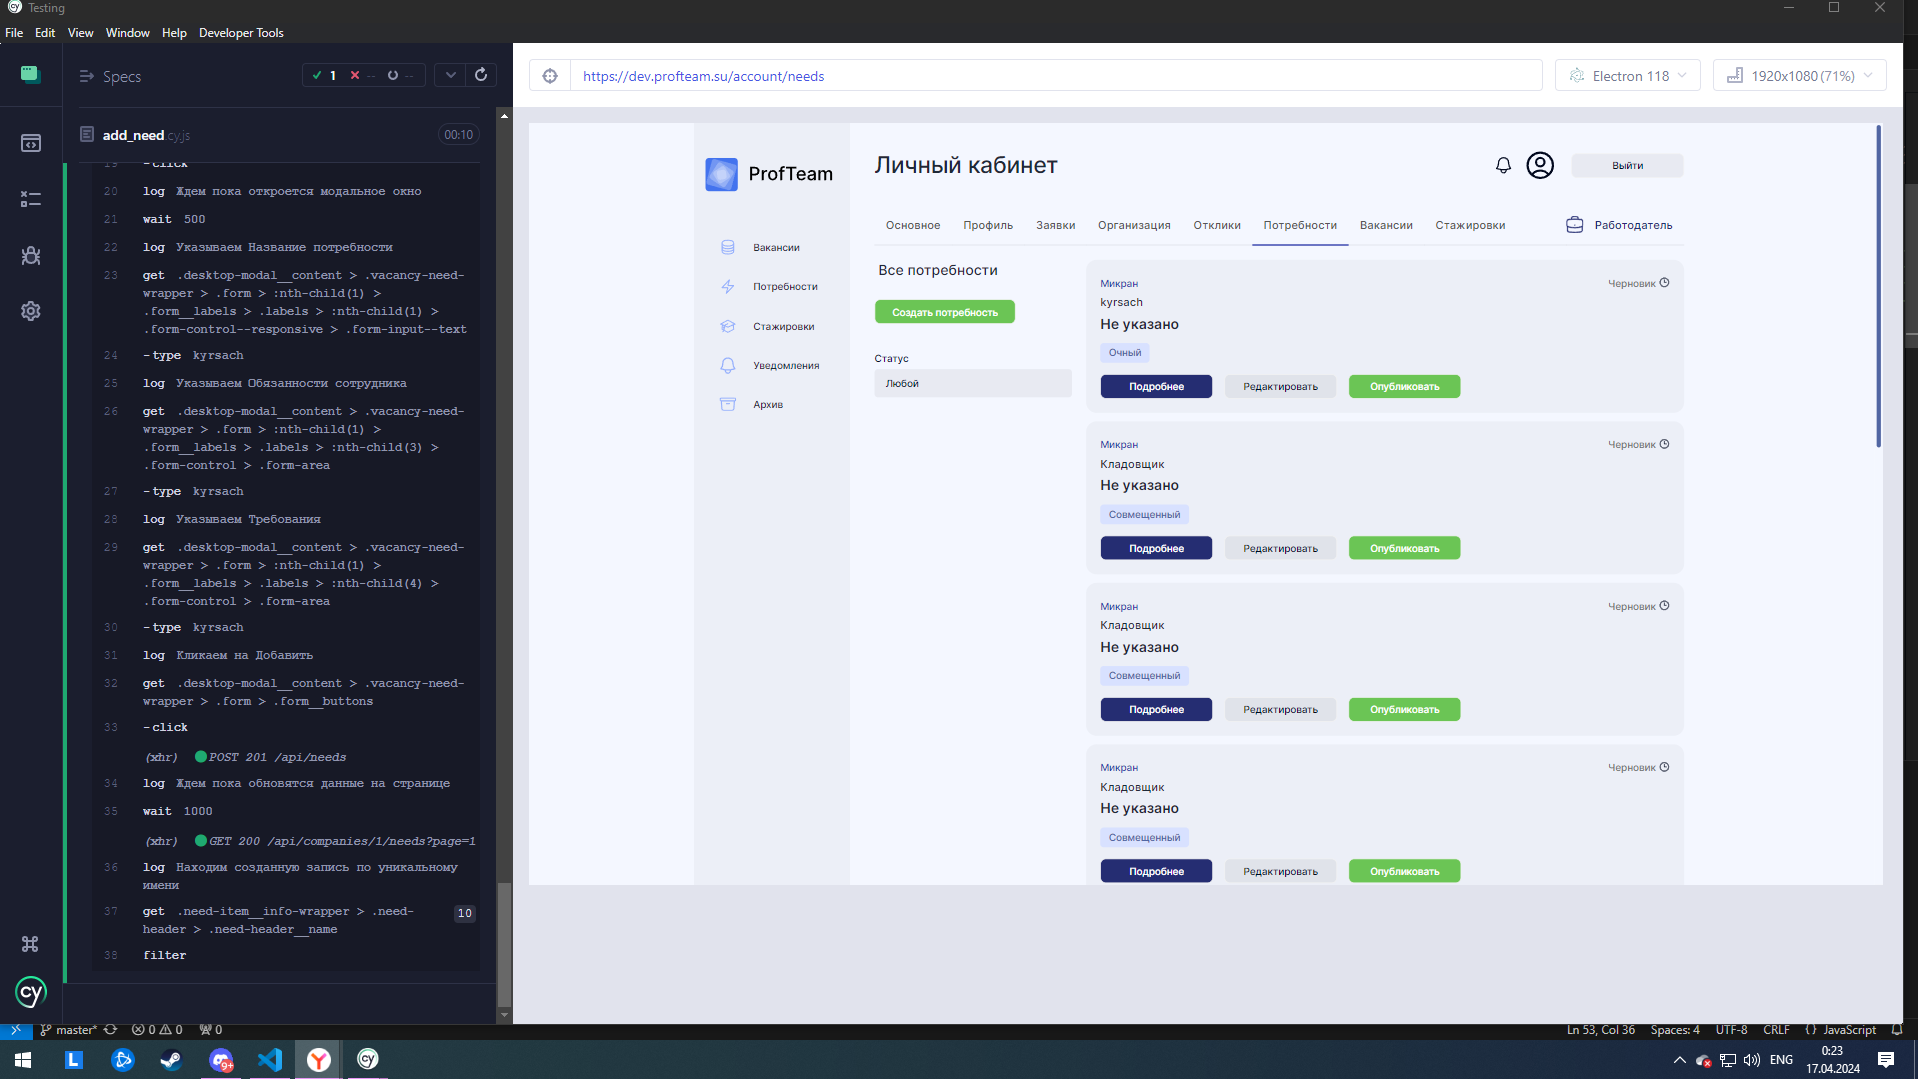 Testing
File Edit View Window Help Developer Tools
Specs
1 -- --
add_need.cy.js 00:10
19 -click
20 log Ждем пока откроется модальное окно
21 wait 500
22 log Указываем Название потребности
23 get .desktop-modal__content > .vacancy-need-
wrapper > .form > :nth-child(1) >
.form__labels > .labels > :nth-child(1) >
.form-control--responsive > .form-input--text
24 -type kyrsach
25 log Указываем Обязанности сотрудника
26 get .desktop-modal__content > .vacancy-need-
wrapper > .form > :nth-child(1) >
.form__labels > .labels > :nth-child(3) >
.form-control > .form-area
27 -type kyrsach
28 log Указываем Требования
29 get .desktop-modal__content > .vacancy-need-
wrapper > .form > :nth-child(1) >
.form__labels > .labels > :nth-child(4) >
.form-control > .form-area
30 -type kyrsach
31 log Кликаем на Добавить
32 get .desktop-modal__content > .vacancy-need-
wrapper > .form > .form__buttons
33 -click
(xhr) POST 201 /api/needs
34 log Ждем пока обновятся данные на странице
35 wait 1000
(xhr) GET 200 /api/companies/1/needs?page=1
36 log Находим созданную запись по уникальному
имени
37 get .need-item__info-wrapper > .need-
header > .need-header__name 10
38 filter
cy
https://dev.profteam.su/account/needs
Electron 118
1920x1080 (71%)
ProfTeam
Вакансии
Потребности
Стажировки
Уведомления
Архив
Личный кабинет
Выйти
Основное Профиль Заявки Организация Отклики Потребности Вакансии Стажировки Работодатель
Все потребности
Создать потребность
Статус
Любой
Микран Черновик
kyrsach
Не указано
Очный
Подробнее Редактировать Опубликовать
Микран Черновик
Кладовщик
Не указано
Совмещенный
Подробнее Редактировать Опубликовать
Микран Черновик
Кладовщик
Не указано
Совмещенный
Подробнее Редактировать Опубликовать
Микран Черновик
Кладовщик
Не указано
Совмещенный
Подробнее Редактировать Опубликовать
master* 0 0 0
Ln 53, Col 36 Spaces: 4 UTF-8 CRLF {} JavaScript
L 9+ Y cy
ENG
0:23
17.04.2024